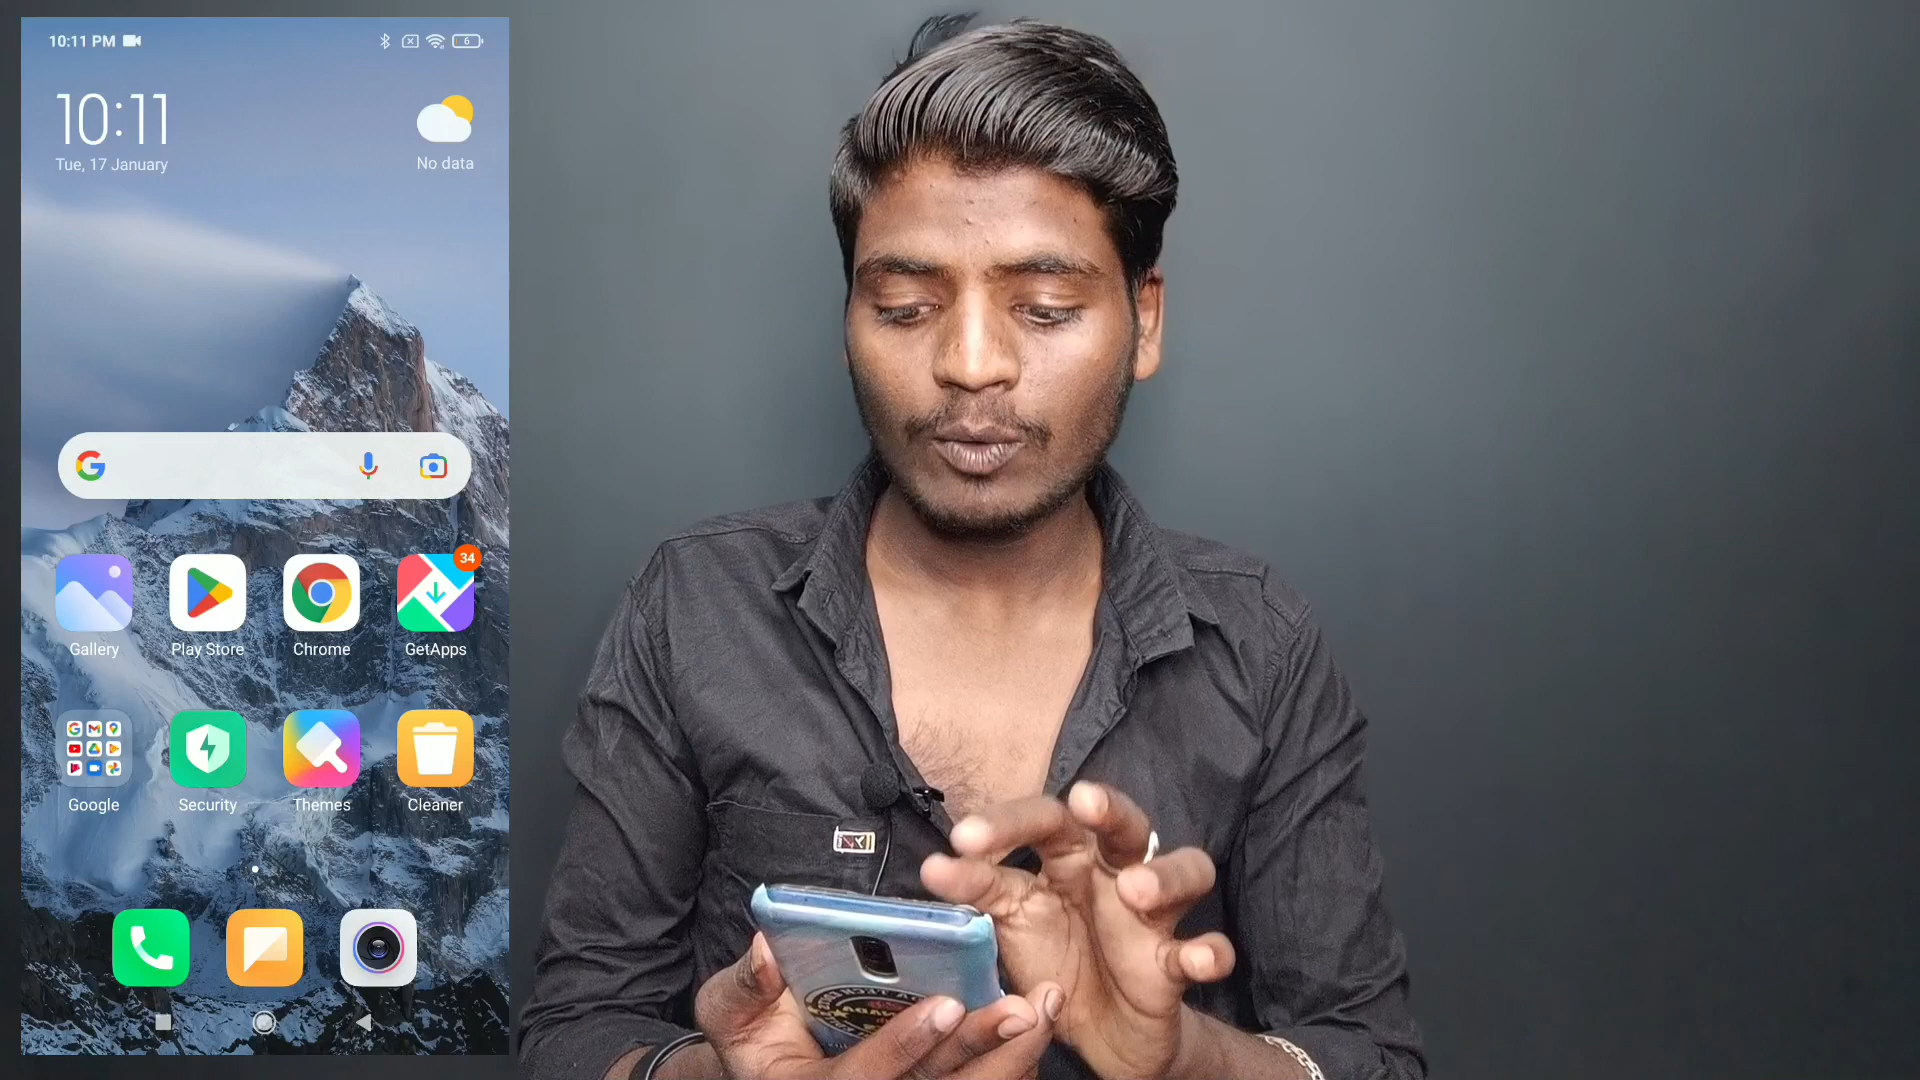 10:11 PM
6
10:11
Tue, 17 January
No data
34
Gallery
Play Store
Chrome
GetApps
Google
Security
Themes
Cleaner